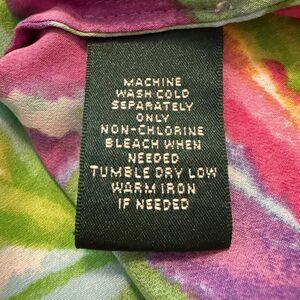 MACHINE
WASH COLD
SEPARATELY
ONLY
NON-CHLORINE
BLEACH WHEN
NEEDED
TUMBLE DRY LOW
WARM IRON
IF NEEDED